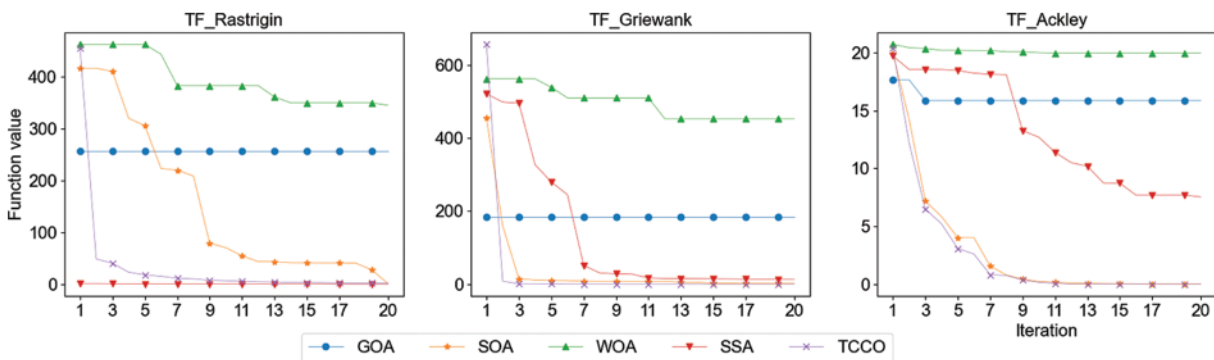 TF_Rastrigin TF_Griewank TF_Ackley
Function value
400
300
200
100
0
1 3 5 7 9 11 13 15 17 20
600
400
200
0
1 3 5 7 9 11 13 15 17 20
20
15
10
5
0
1 3 5 7 9 11 13 15 17 20
Iteration
GOA SOA WOA SSA TCCO